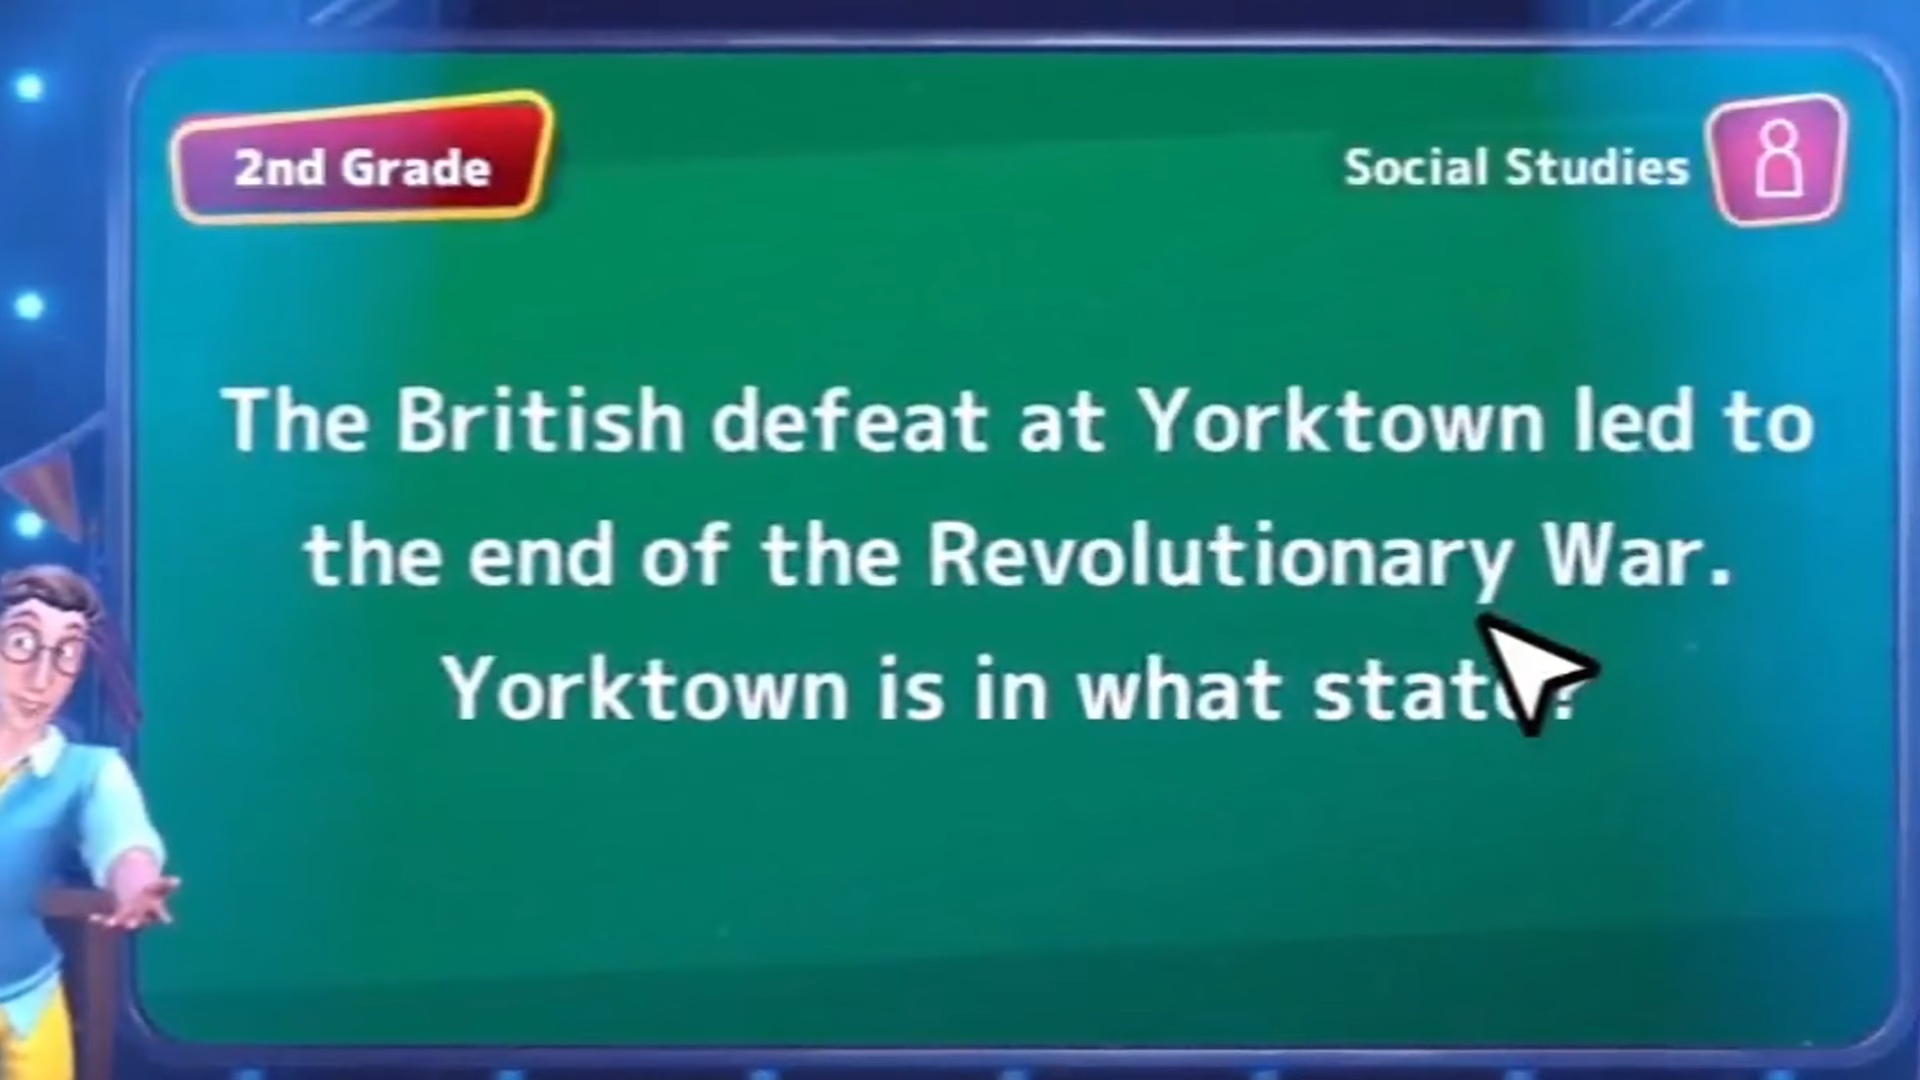 2nd Grade
Social Studies
The British defeat at Yorktown led to
the end of the Revolutionary War.
Yorktown is in what state?